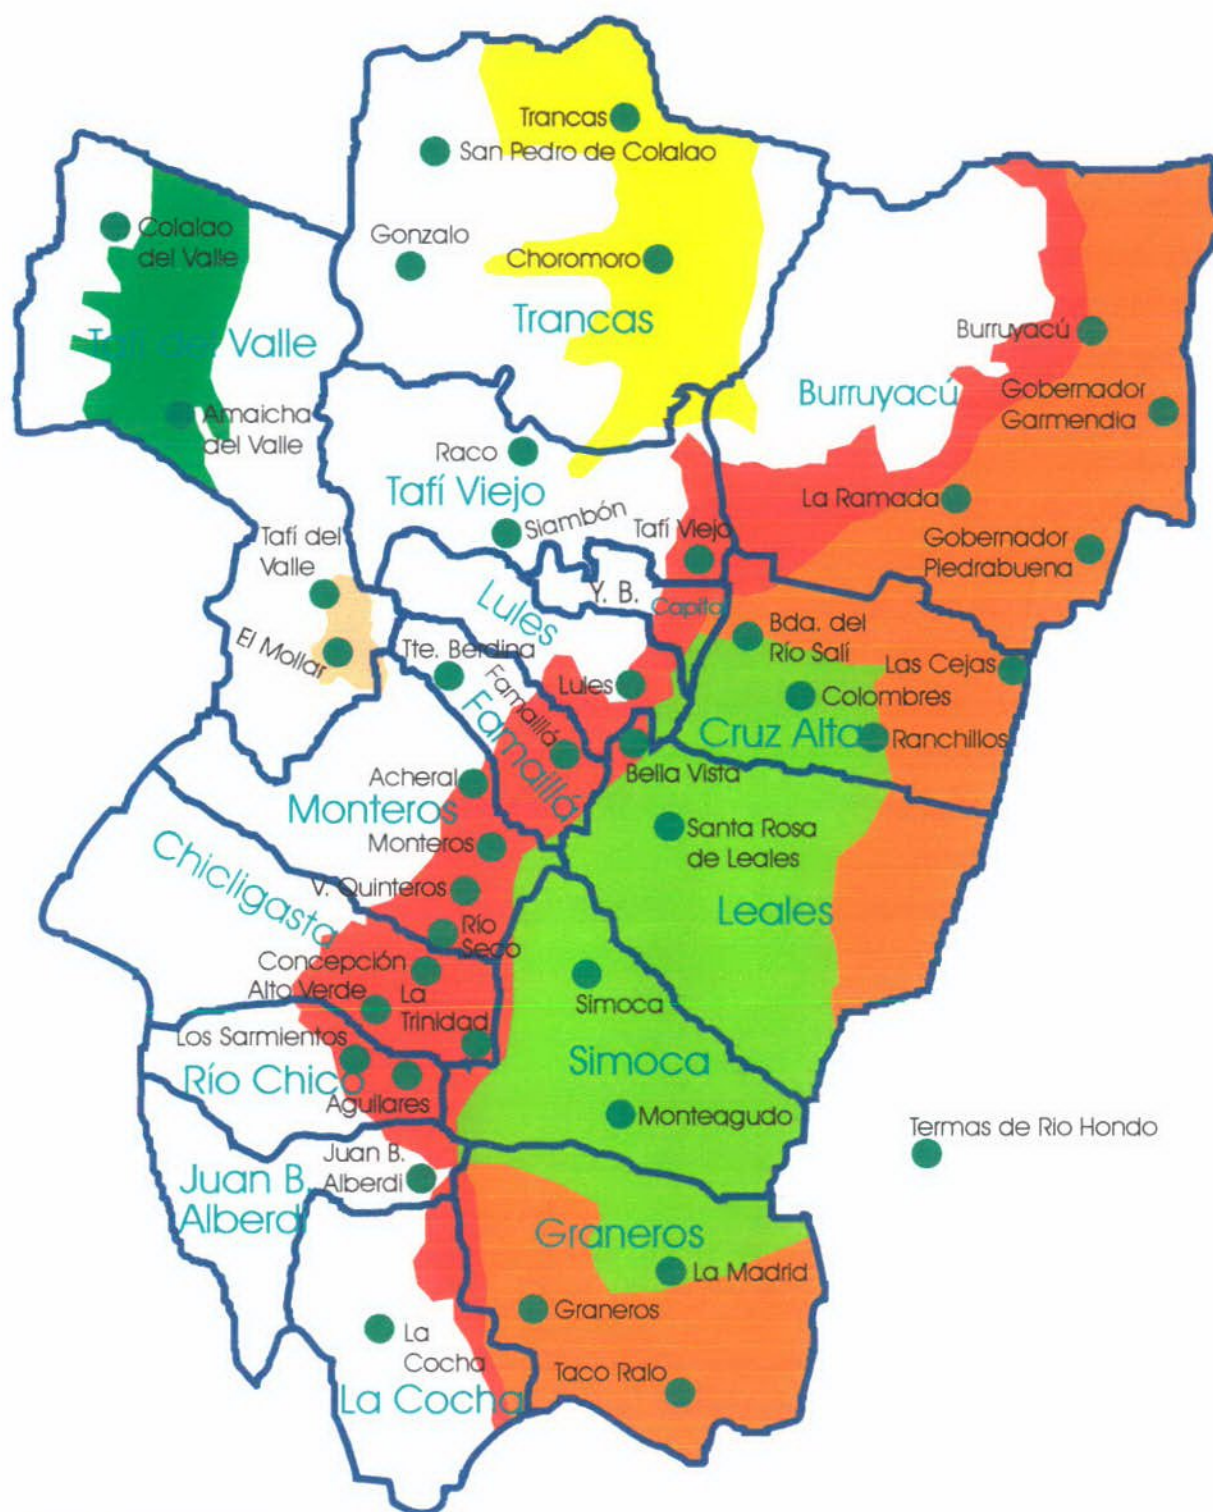 Trancas
San Pedro de Colalao
Colalao
del Valle
Gonzalo
Choromoro
Trancas
Tafí del Valle
Burruyacú
Burruyacú
Gobernador
Garmendia
Amaicha
del Valle
Raco
Tafí Viejo
La Ramada
Siambón
Tafí Viejo
Gobernador
Piedrabuena
Tafí del
Valle
Lules
Y. B.
Capital
Bda. del
Río Salí
El Mollar
Tte. Berdina
Las Cejas
Lules
Colombres
Famaillá
Famaillá
Cruz Alta
Ranchillos
Bella Vista
Acheral
Monteros
Santa Rosa
de Leales
Monteros
Chicligasta
V. Quinteros
Leales
Río
Seco
Concepción
Alto Verde
La
Trinidad
Simoca
Los Sarmientos
Río Chico
Simoca
Aguilares
Monteagudo
Termas de Rio Hondo
Juan B.
Alberdi
Juan B.
Alberdi
Graneros
La Madrid
Graneros
La
Cocha
Taco Ralo
La Cocha